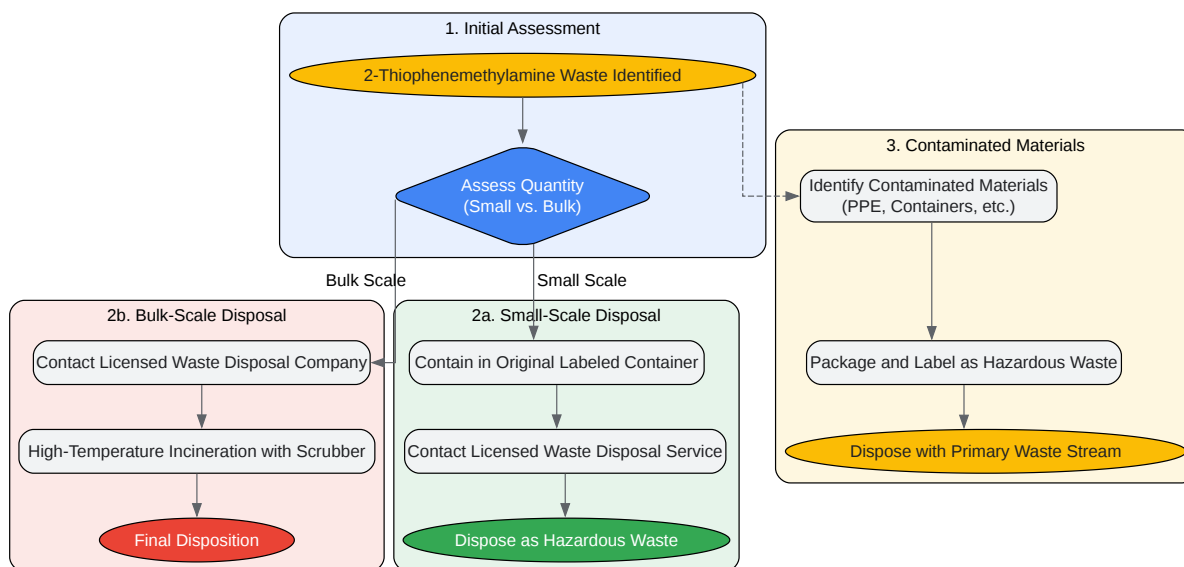 1. Initial Assessment
2-Thiophenemethylamine Waste Identified
Assess Quantity
(Small vs. Bulk)
Bulk Scale
Small Scale
2b. Bulk-Scale Disposal
Contact Licensed Waste Disposal Company
High-Temperature Incineration with Scrubber
Final Disposition
2a. Small-Scale Disposal
Contain in Original Labeled Container
Contact Licensed Waste Disposal Service
Dispose as Hazardous Waste
3. Contaminated Materials
Identify Contaminated Materials
(PPE, Containers, etc.)
Package and Label as Hazardous Waste
Dispose with Primary Waste Stream